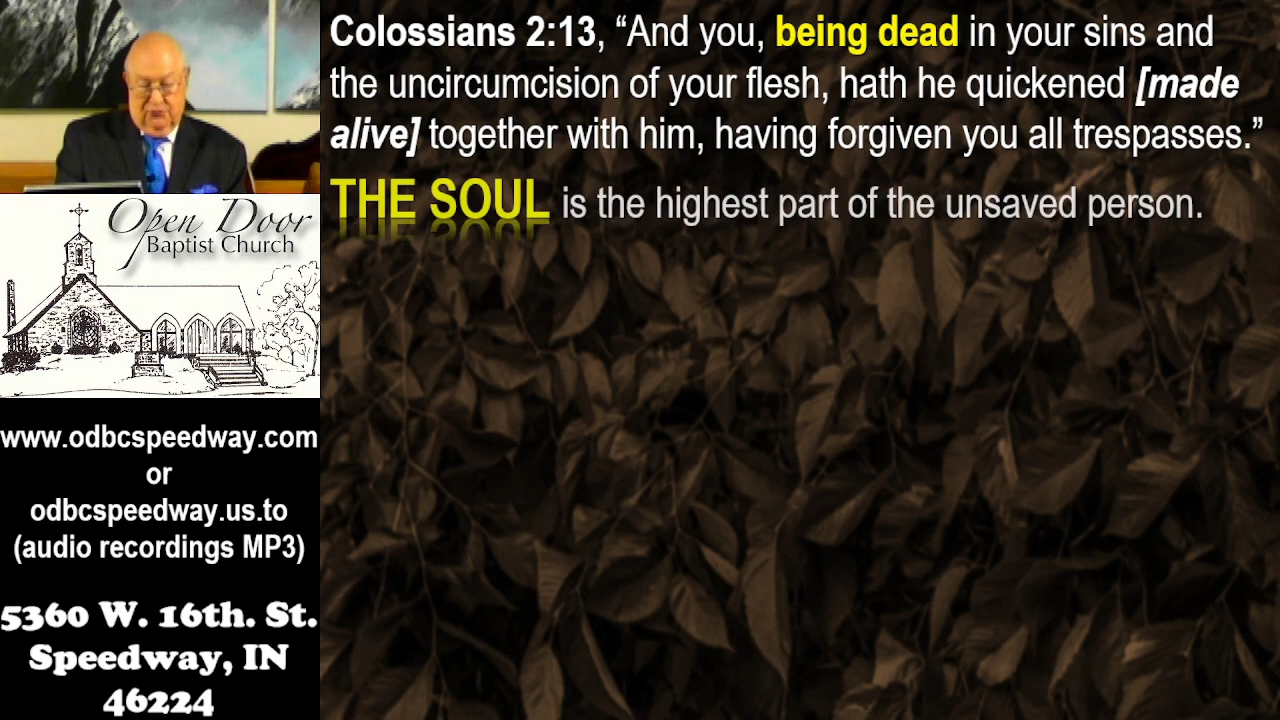 Colossians 2:13, “And you, being dead in your sins and
the uncircumcision of your flesh, hath he quickened [made
alive] together with him, having forgiven you all trespasses.”
THE SOUL is the highest part of the unsaved person.
Open Door
Baptist Church
www.odbcspeedway.com
or
odbcspeedway.us.to
(audio recordings MP3)
5360 W. 16th. St.
Speedway, IN
46224